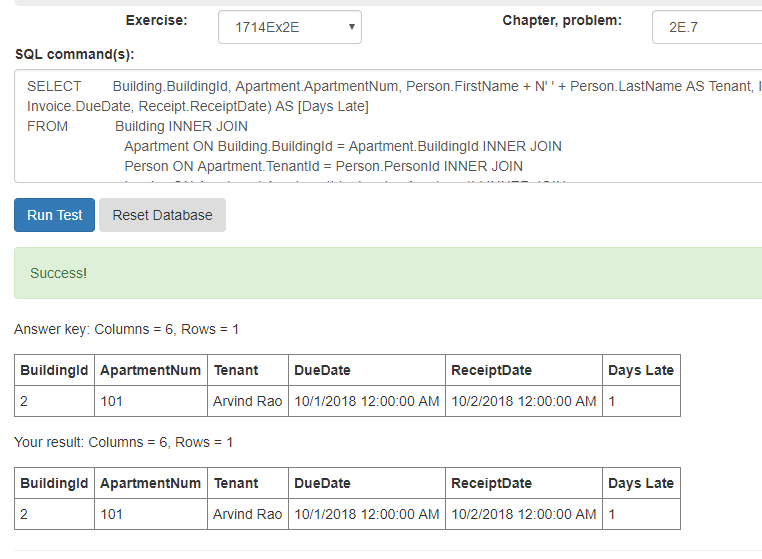 Exercise: 1714Ex2E Chapter, problem: 2E.7
SQL command(s):
SELECT Building.BuildingId, Apartment.ApartmentNum, Person.FirstName + N' ' + Person.LastName AS Tenant,
Invoice.DueDate, Receipt.ReceiptDate) AS [Days Late]
FROM Building INNER JOIN
Apartment ON Building.BuildingId = Apartment.BuildingId INNER JOIN
Person ON Apartment.TenantId = Person.PersonId INNER JOIN
Run Test Reset Database
Success!
Answer key: Columns = 6, Rows = 1
BuildingId ApartmentNum Tenant DueDate ReceiptDate Days Late
2 101 Arvind Rao 10/1/2018 12:00:00 AM 10/2/2018 12:00:00 AM 1
Your result: Columns = 6, Rows = 1
BuildingId ApartmentNum Tenant DueDate ReceiptDate Days Late
2 101 Arvind Rao 10/1/2018 12:00:00 AM 10/2/2018 12:00:00 AM 1